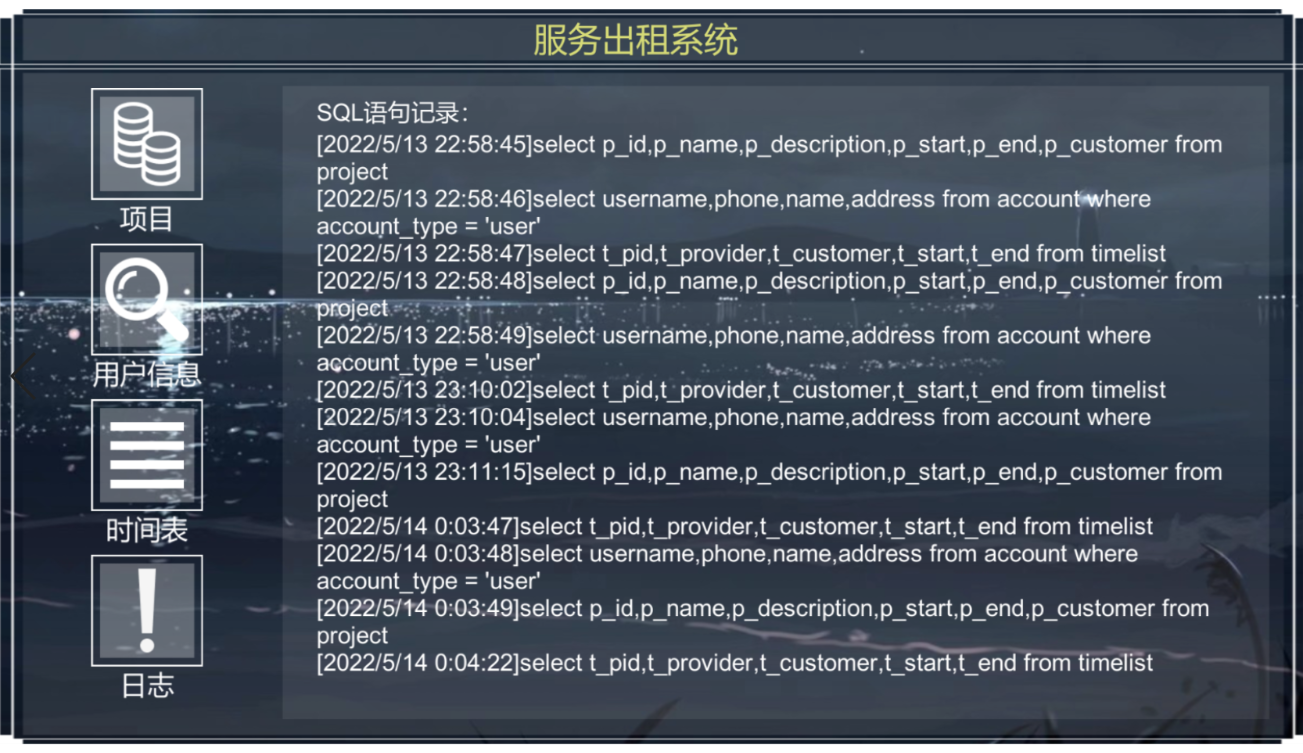 服务出租系统
项目
用户信息
时间表
日志
SQL语句记录：
[2022/5/13 22:58:45]select p_id,p_name,p_description,p_start,p_end,p_customer from
project
[2022/5/13 22:58:46]select username,phone,name,address from account where
account_type = 'user'
[2022/5/13 22:58:47]select t_pid,t_provider,t_customer,t_start,t_end from timelist
[2022/5/13 22:58:48]select p_id,p_name,p_description,p_start,p_end,p_customer from
project
[2022/5/13 22:58:49]select username,phone,name,address from account where
account_type = 'user'
[2022/5/13 23:10:02]select t_pid,t_provider,t_customer,t_start,t_end from timelist
[2022/5/13 23:10:04]select username,phone,name,address from account where
account_type = 'user'
[2022/5/13 23:11:15]select p_id,p_name,p_description,p_start,p_end,p_customer from
project
[2022/5/14 0:03:47]select t_pid,t_provider,t_customer,t_start,t_end from timelist
[2022/5/14 0:03:48]select username,phone,name,address from account where
account_type = 'user'
[2022/5/14 0:03:49]select p_id,p_name,p_description,p_start,p_end,p_customer from
project
[2022/5/14 0:04:22]select t_pid,t_provider,t_customer,t_start,t_end from timelist